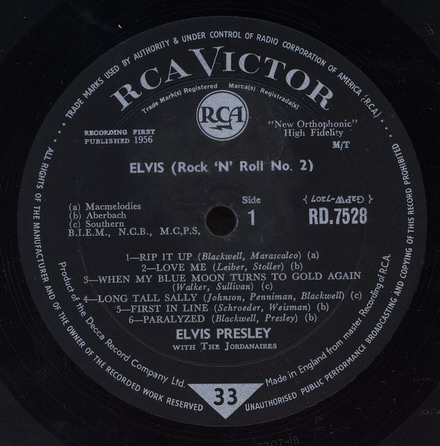 TRADE MARKS USED BY AUTHORITY & UNDER CONTROL OF RADIO CORPORATION OF AMERICA (RCA)
RCA VICTOR
Trade Mark(s) Registered Marca(s) Registrada(s)
RCA
RECORDING FIRST
PUBLISHED 1956
"New Orthophonic"
High Fidelity
M/T
ELVIS (Rock 'N' Roll No. 2)
(a) Macmelodies
(b) Aberbach
(c) Southern
B.I.E.M., N.C.B., M.C.P.S.
Side
1
G2PW-7207
RD.7528
1—RIP IT UP (Blackwell, Marascalco) (a)
2—LOVE ME (Leiber, Stoller) (b)
3—WHEN MY BLUE MOON TURNS TO GOLD AGAIN
(Walker, Sullivan) (c)
4—LONG TALL SALLY (Johnson, Penniman, Blackwell) (c)
5—FIRST IN LINE (Schroeder, Weisman) (b)
6—PARALYZED (Blackwell, Presley) (b)
ELVIS PRESLEY
WITH THE JORDANAIRES
Product of the Decca Record Company Ltd.
Made in England from master Recording of RCA.
33
ALL RIGHTS OF THE MANUFACTURER AND OF THE OWNER OF THE RECORDED WORK RESERVED
UNAUTHORISED PUBLIC PERFORMANCE BROADCASTING AND COPYING OF THIS RECORD PROHIBITED